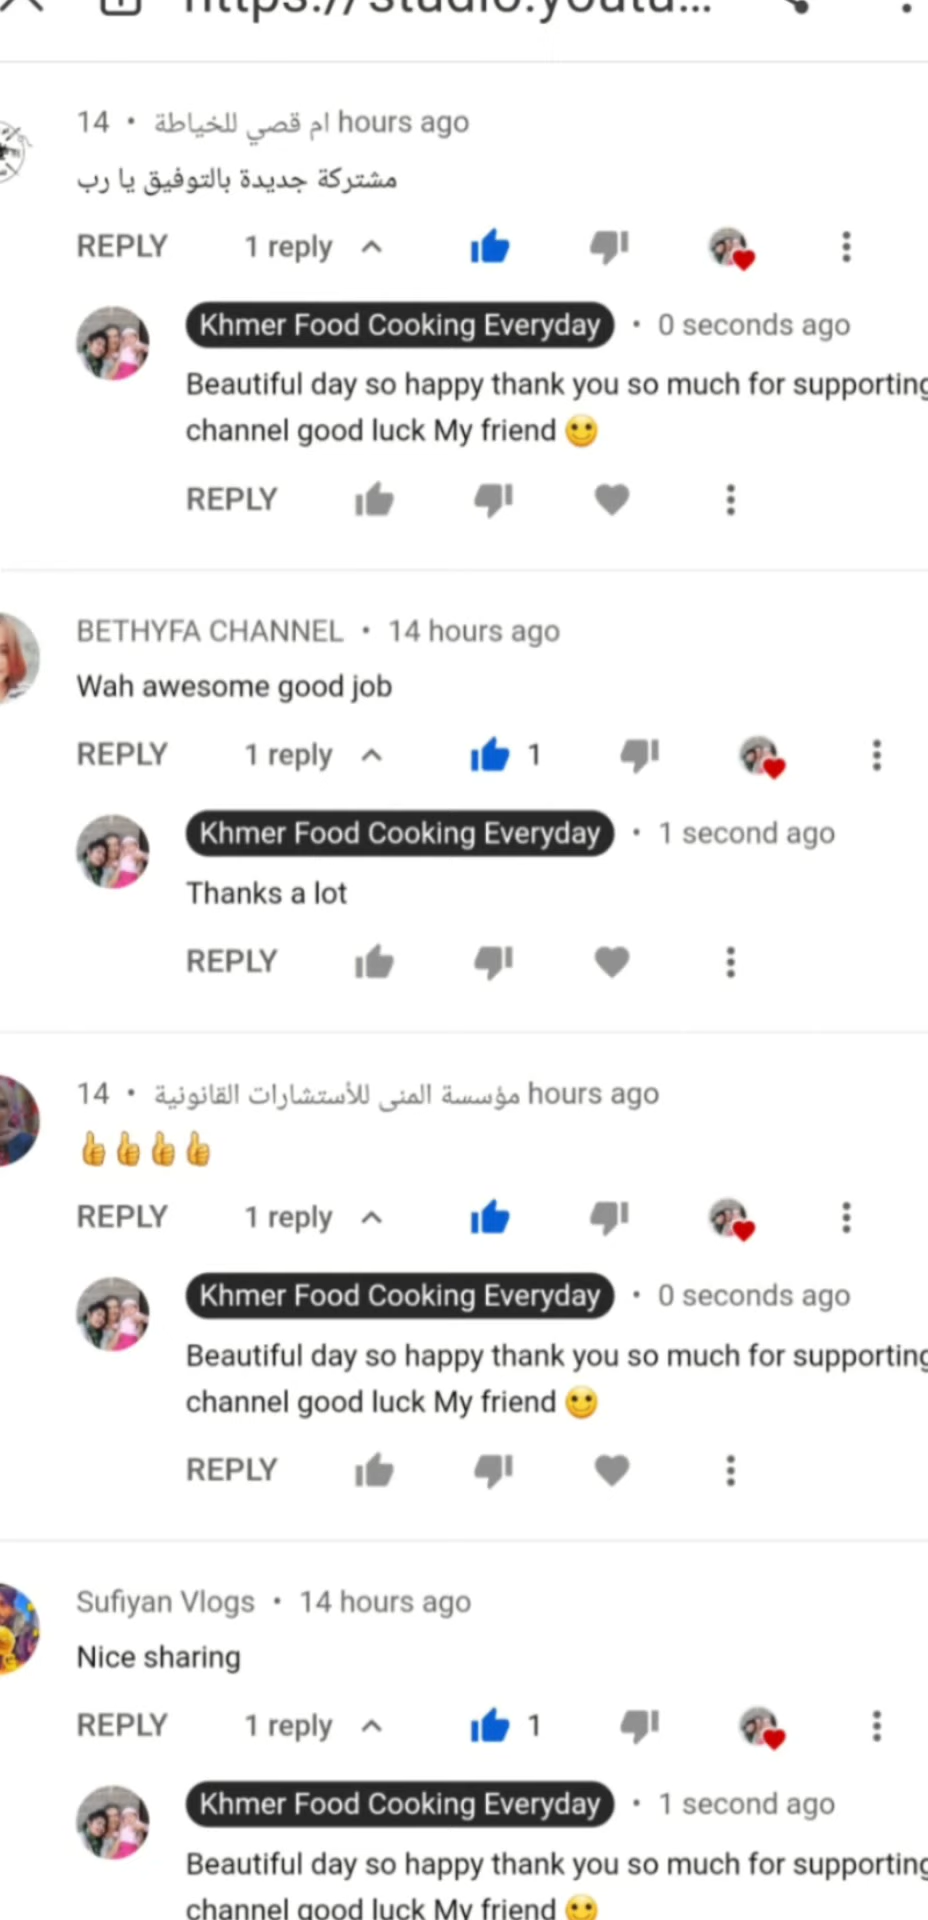 https://studio.youtu...
ام قصي للخياطة • 14 hours ago
مشتركة جديدة بالتوفيق يا رب
REPLY 1 reply
Khmer Food Cooking Everyday • 0 seconds ago
Beautiful day so happy thank you so much for supporting
channel good luck My friend 🙂
REPLY
BETHYFA CHANNEL • 14 hours ago
Wah awesome good job
REPLY 1 reply 1
Khmer Food Cooking Everyday • 1 second ago
Thanks a lot
REPLY
مؤسسة المنى للأستشارات القانونية • 14 hours ago
👍👍👍👍
REPLY 1 reply
Khmer Food Cooking Everyday • 0 seconds ago
Beautiful day so happy thank you so much for supporting
channel good luck My friend 🙂
REPLY
Sufiyan Vlogs • 14 hours ago
Nice sharing
REPLY 1 reply 1
Khmer Food Cooking Everyday • 1 second ago
Beautiful day so happy thank you so much for supporting
channel good luck My friend 🙂